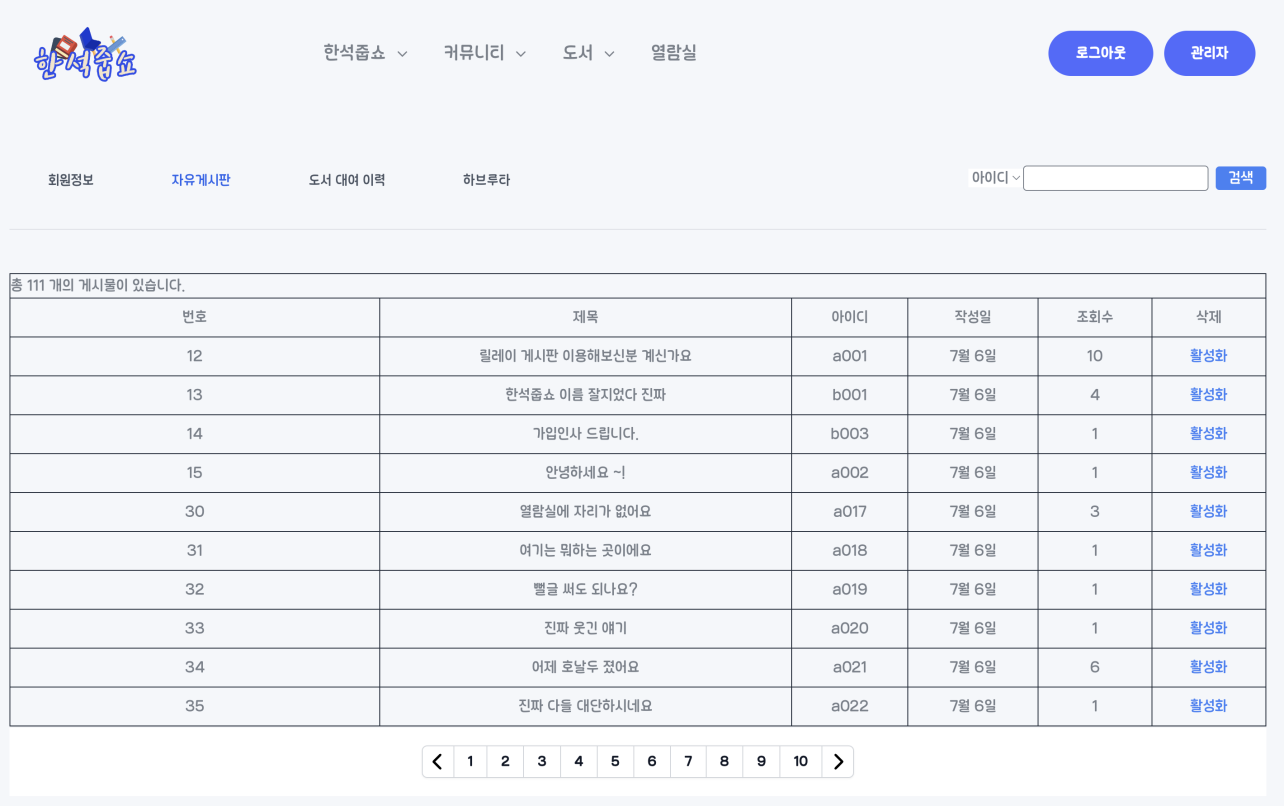 한석줍쇼
한석줍쇼 커뮤니티 도서 열람실 로그아웃 관리자
회원정보 자유게시판 도서 대여 이력 하브루타 아이디 검색
총 111 개의 게시물이 있습니다.
번호 제목 아이디 작성일 조회수 삭제
12 릴레이 게시판 이용해보신분 계신가요 a001 7월 6일 10 활성화
13 한석줍쇼 이름 잘지었다 진짜 b001 7월 6일 4 활성화
14 가입인사 드립니다. b003 7월 6일 1 활성화
15 안녕하세요 ~! a002 7월 6일 1 활성화
30 열람실에 자리가 없어요 a017 7월 6일 3 활성화
31 여기는 뭐하는 곳이에요 a018 7월 6일 1 활성화
32 뻘글 써도 되나요? a019 7월 6일 1 활성화
33 진짜 웃긴 얘기 a020 7월 6일 1 활성화
34 어제 호날두 졌어요 a021 7월 6일 6 활성화
35 진짜 다들 대단하시네요 a022 7월 6일 1 활성화
1 2 3 4 5 6 7 8 9 10